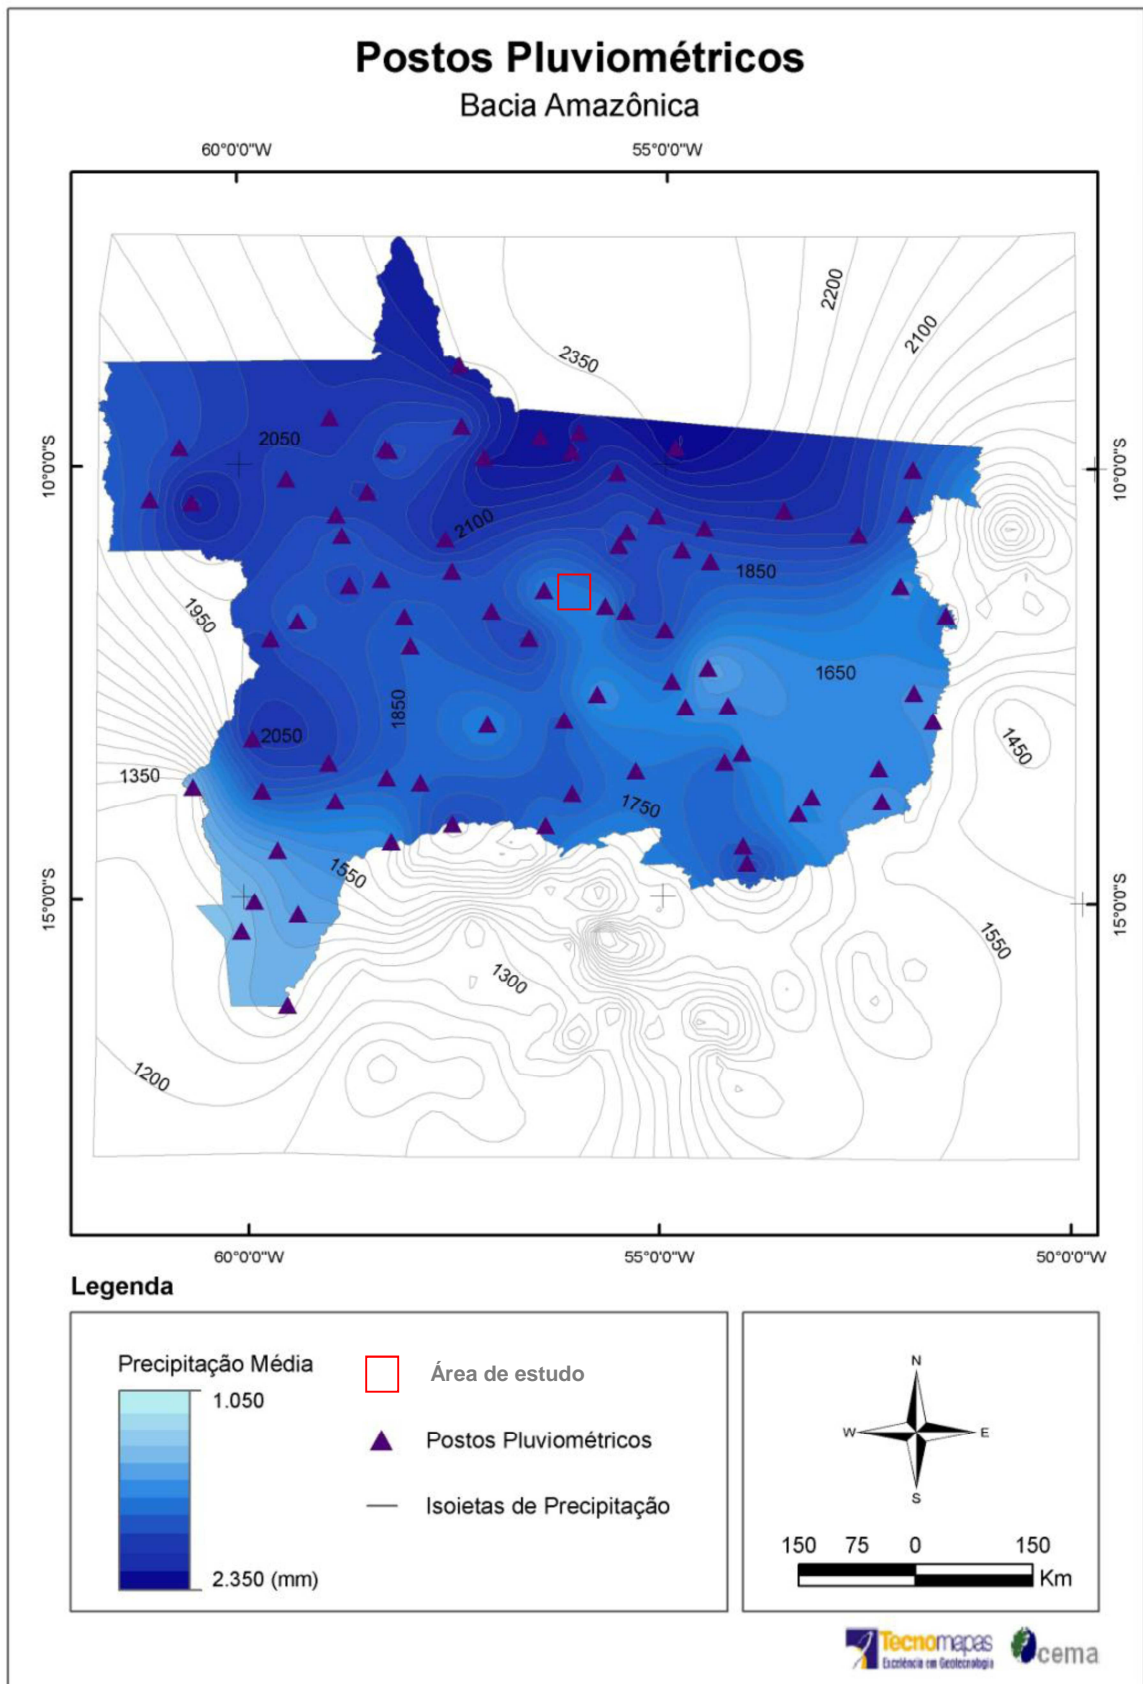 Postos Pluviométricos
Bacia Amazônica
60°0'0"W 55°0'0"W
2200
2100
2350
2050
10°0'0"S 10°0'0"S
2100
1850
1950
1650
1850
2050
1450
1350
1750
1550
15°0'0"S 15°0'0"S
1550
1300
1200
60°0'0"W 55°0'0"W 50°0'0"W
Legenda
Precipitação Média
1.050
2.350 (mm)
Área de estudo
Postos Pluviométricos
Isoietas de Precipitação
N
W E
S
150 75 0 150
Km
Tecnomapas
Excelência em Geotecnologia
cema